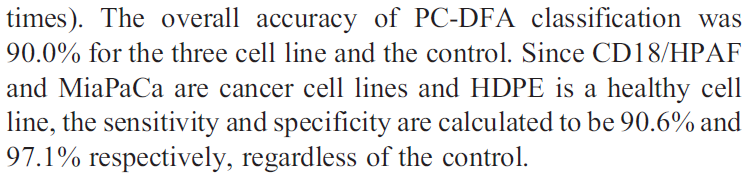 times). The overall accuracy of PC-DFA classification was
90.0% for the three cell line and the control. Since CD18/HPAF
and MiaPaCa are cancer cell lines and HDPE is a healthy cell
line, the sensitivity and specificity are calculated to be 90.6% and
97.1% respectively, regardless of the control.